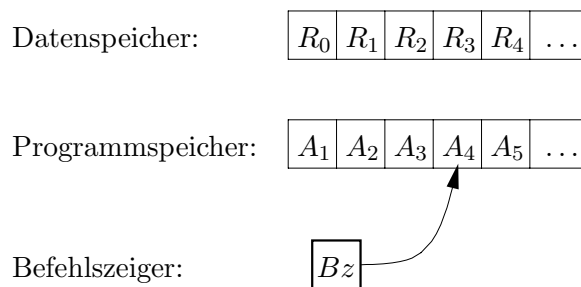 Datenspeicher: R₀ R₁ R₂ R₃ R₄ ...
Programmspeicher: A₁ A₂ A₃ A₄ A₅ ...
Befehlszeiger: Bz